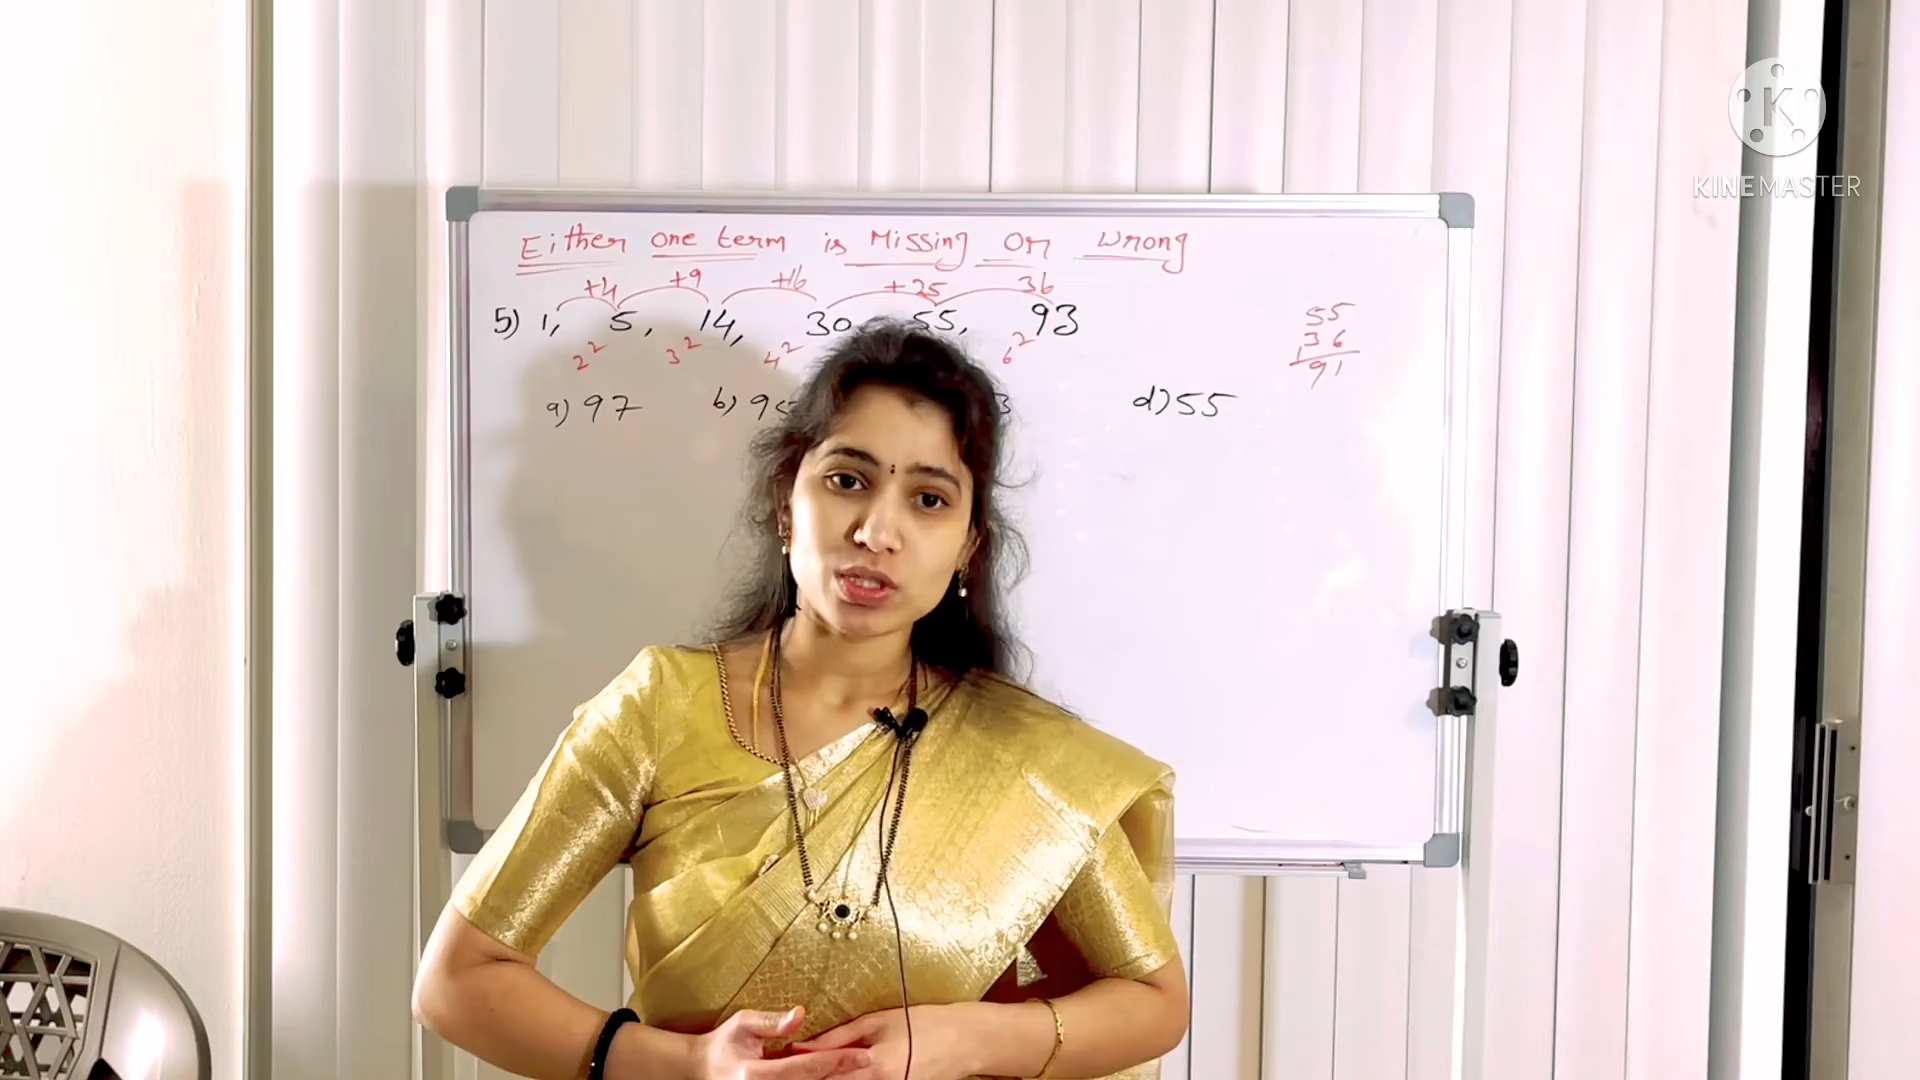 KINEMASTER
Either one term is Missing Or Wrong
+4 +9 +16 +25 36
5) 1, 5, 14, 30 55, 93
2² 3² 4² 6²
a) 97 b) d) 55
55
36
91